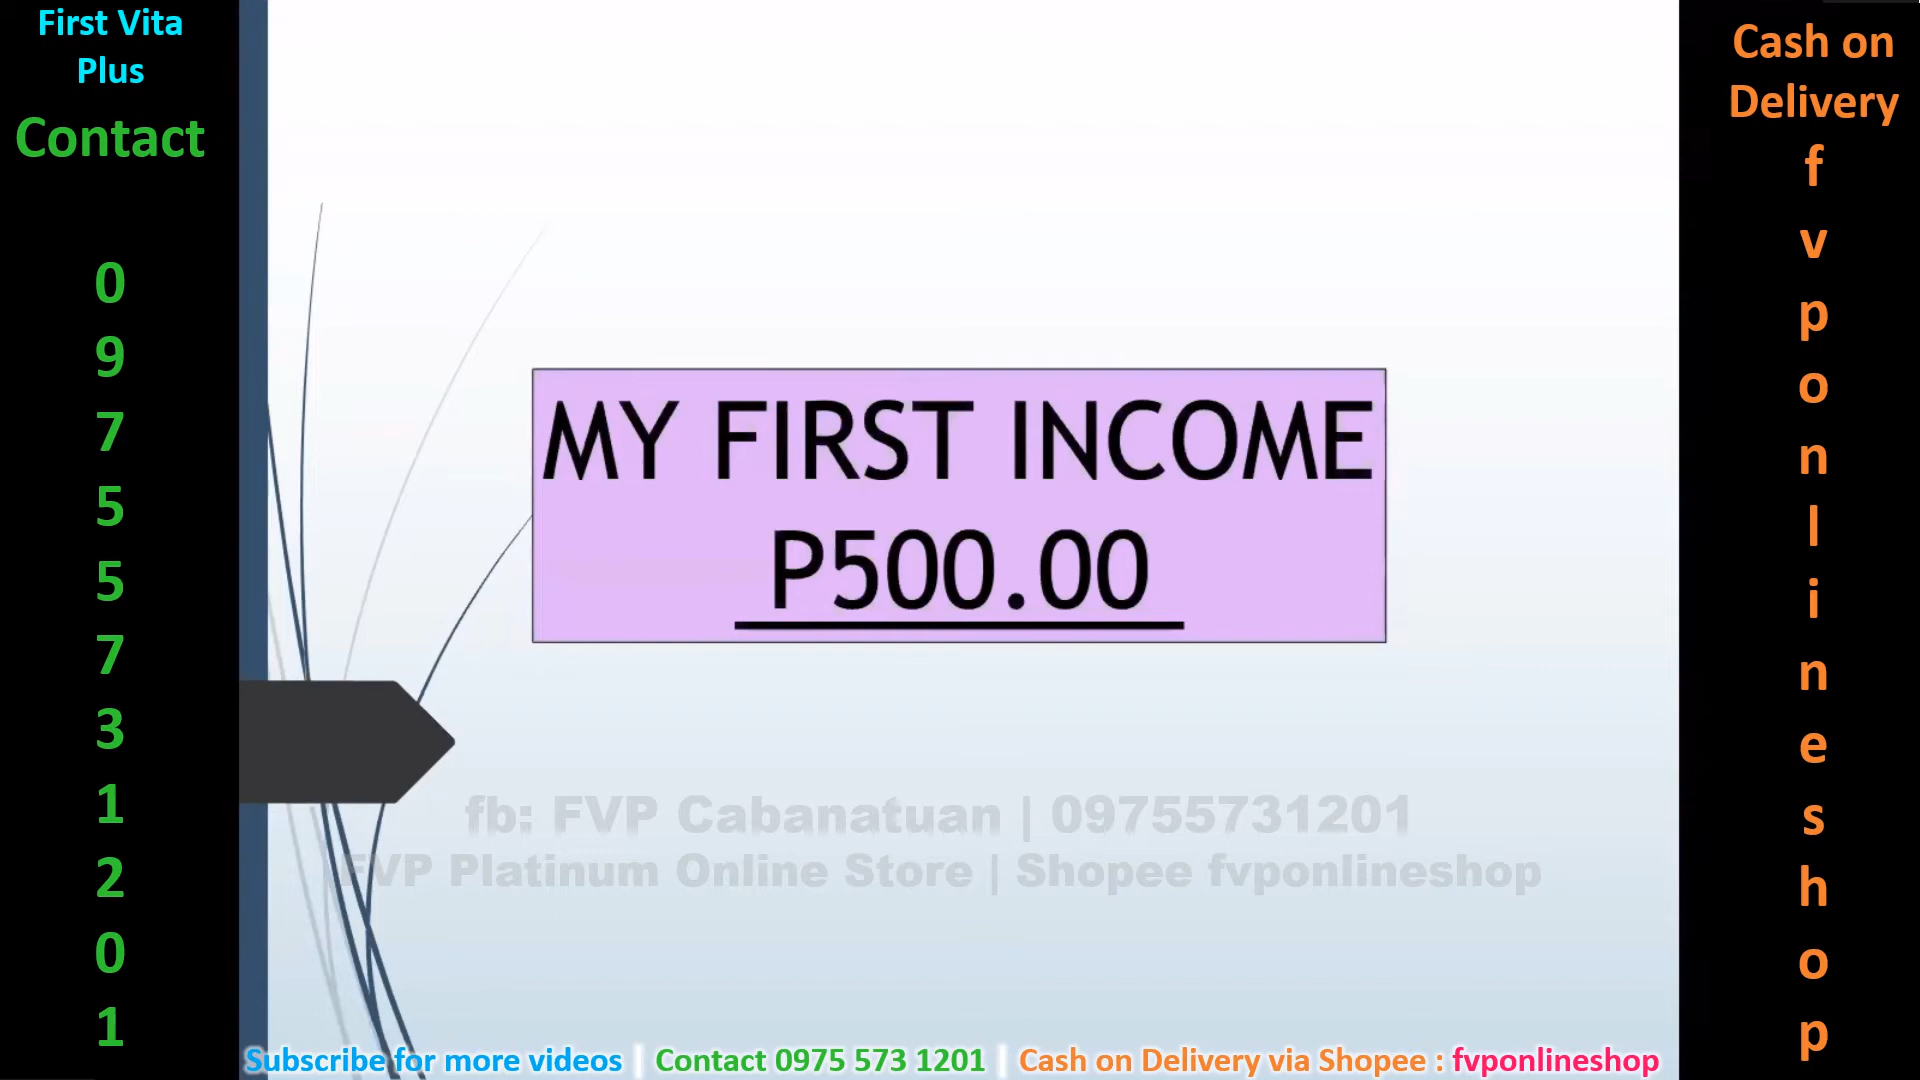 First Vita
Plus
Contact
0
9
7
5
5
7
3
1
2
0
1
MY FIRST INCOME
P500.00
fb: FVP Cabanatuan | 09755731201
FVP Platinum Online Store | Shopee fvponlineshop
Subscribe for more videos | Contact 0975 573 1201 | Cash on Delivery via Shopee : fvponlineshop
Cash on
Delivery
f
v
p
o
n
l
i
n
e
s
h
o
p